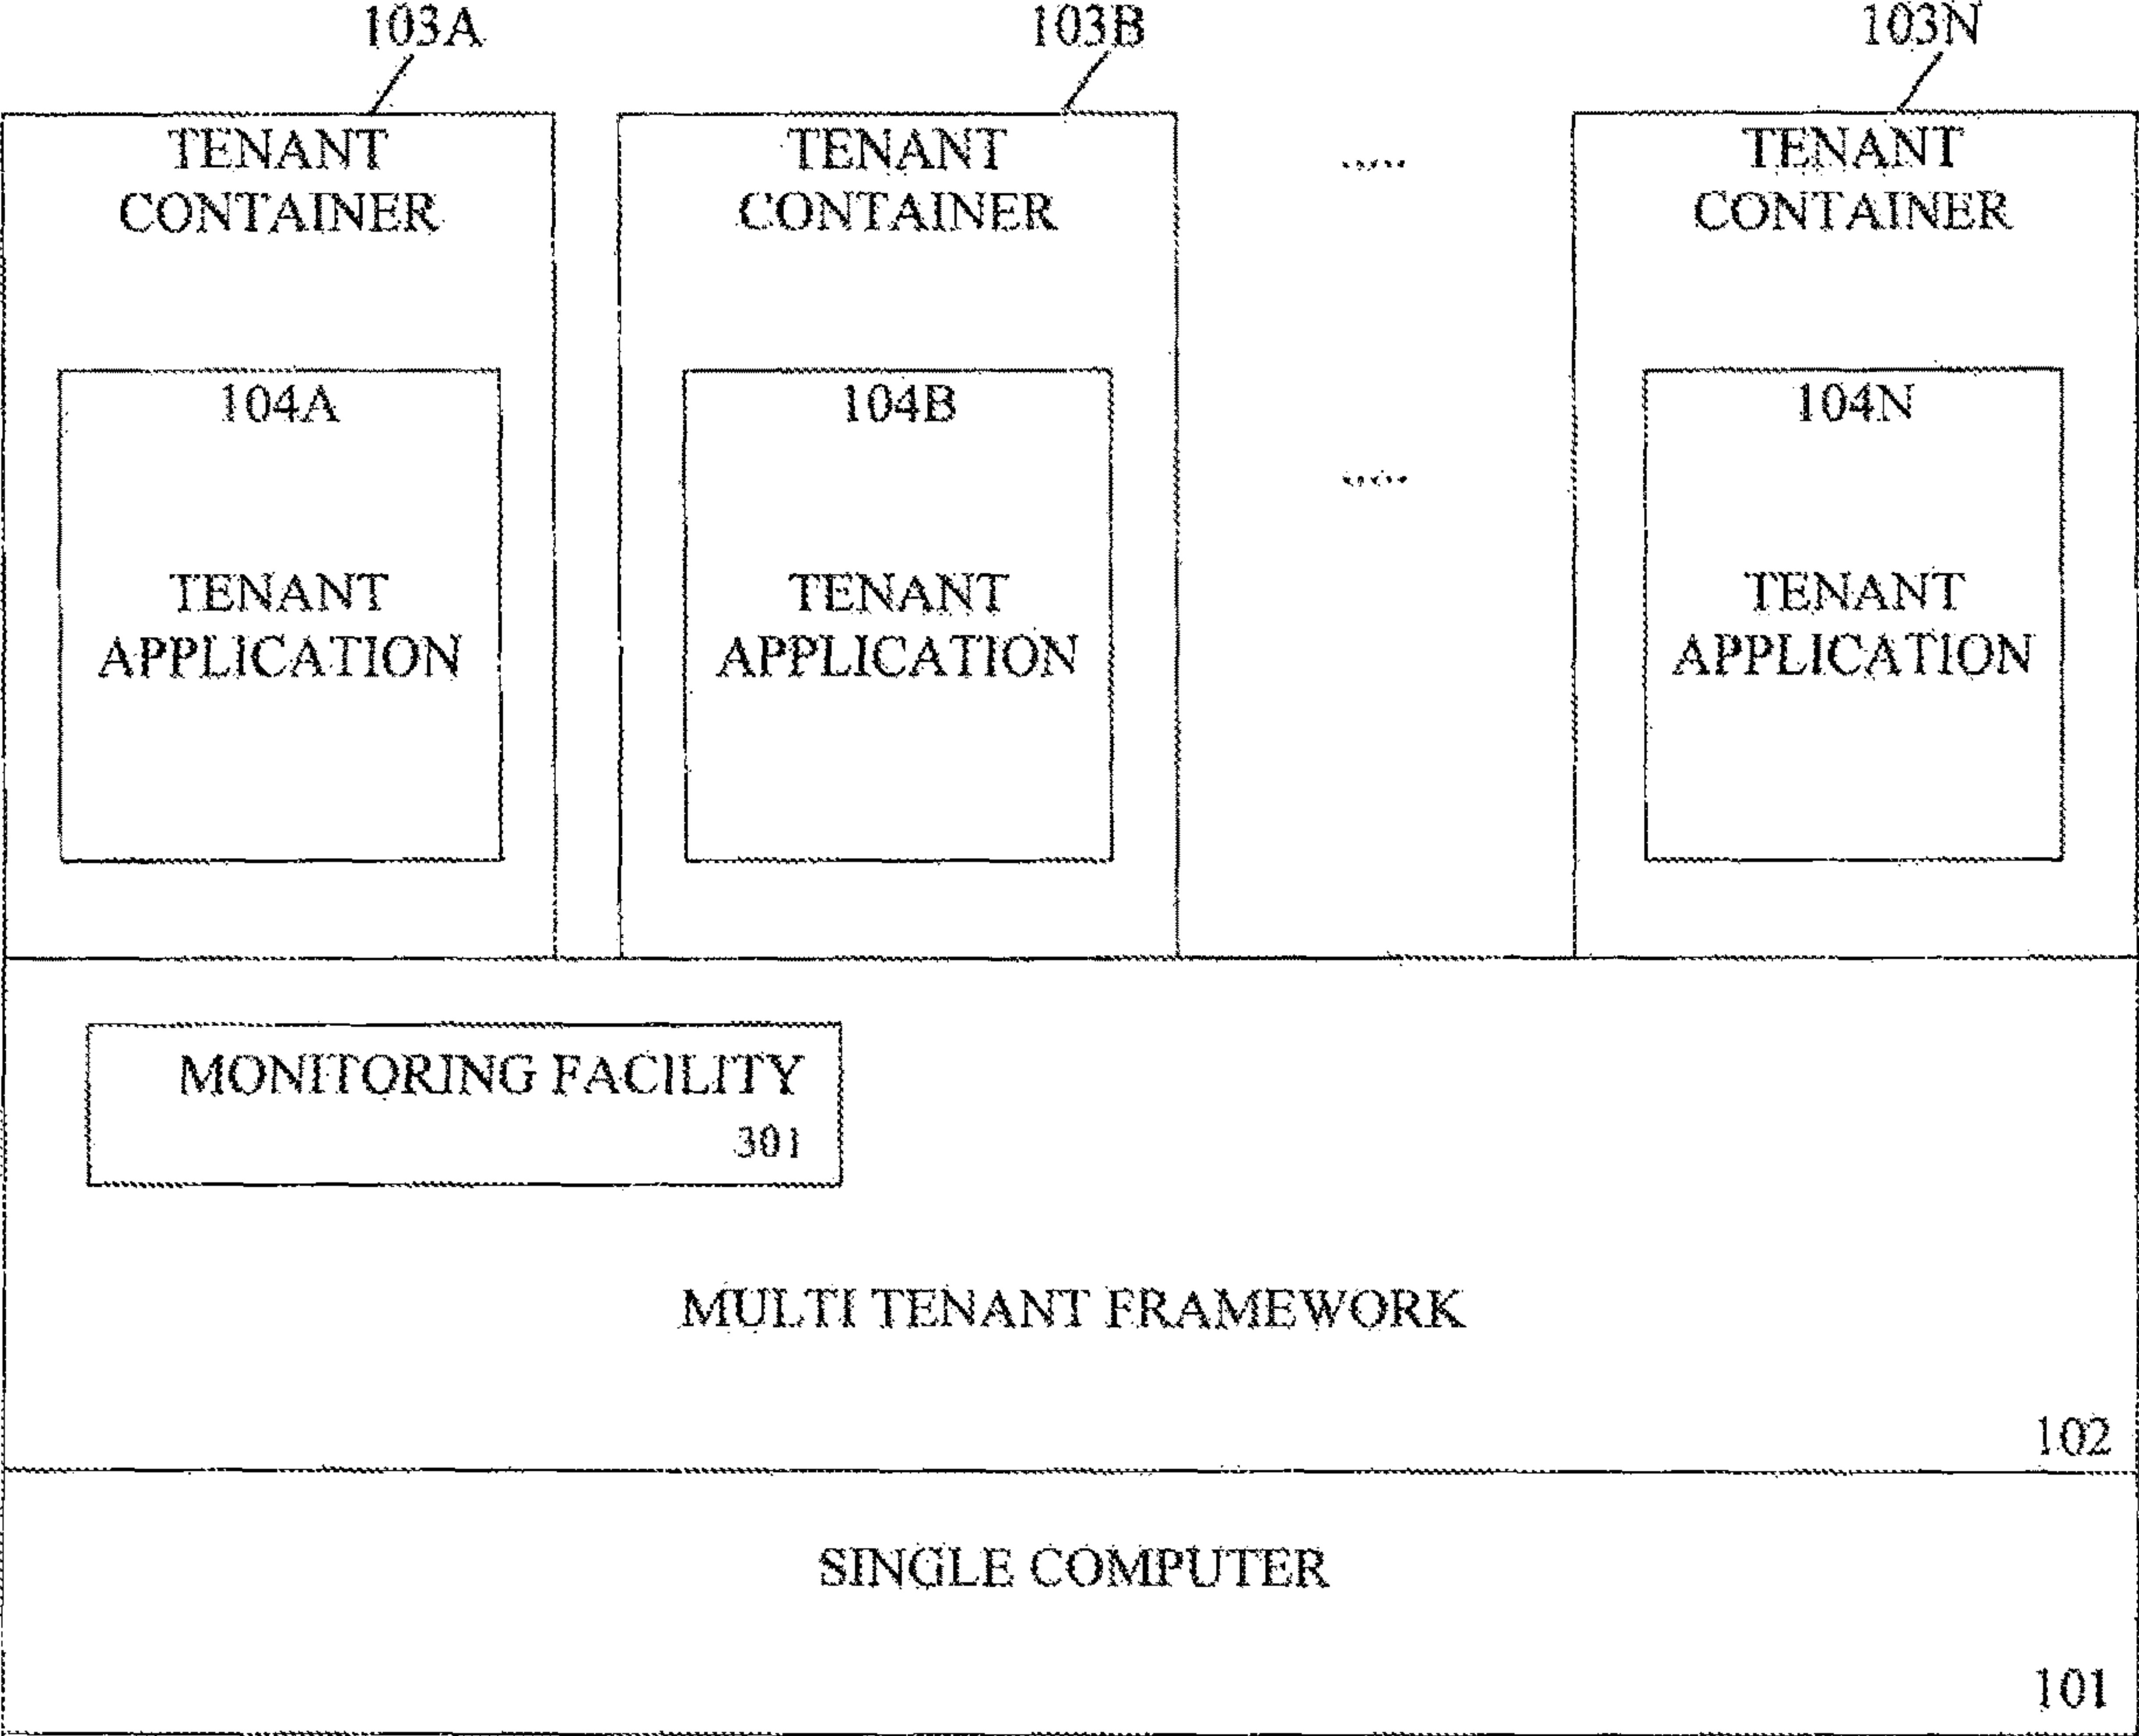 103A 103B 103N
TENANT TENANT ..... TENANT
CONTAINER CONTAINER CONTAINER
104A 104B 104N
.....
TENANT TENANT TENANT
APPLICATION APPLICATION APPLICATION
MONITORING FACILITY
301
MULTI TENANT FRAMEWORK
102
SINGLE COMPUTER
101